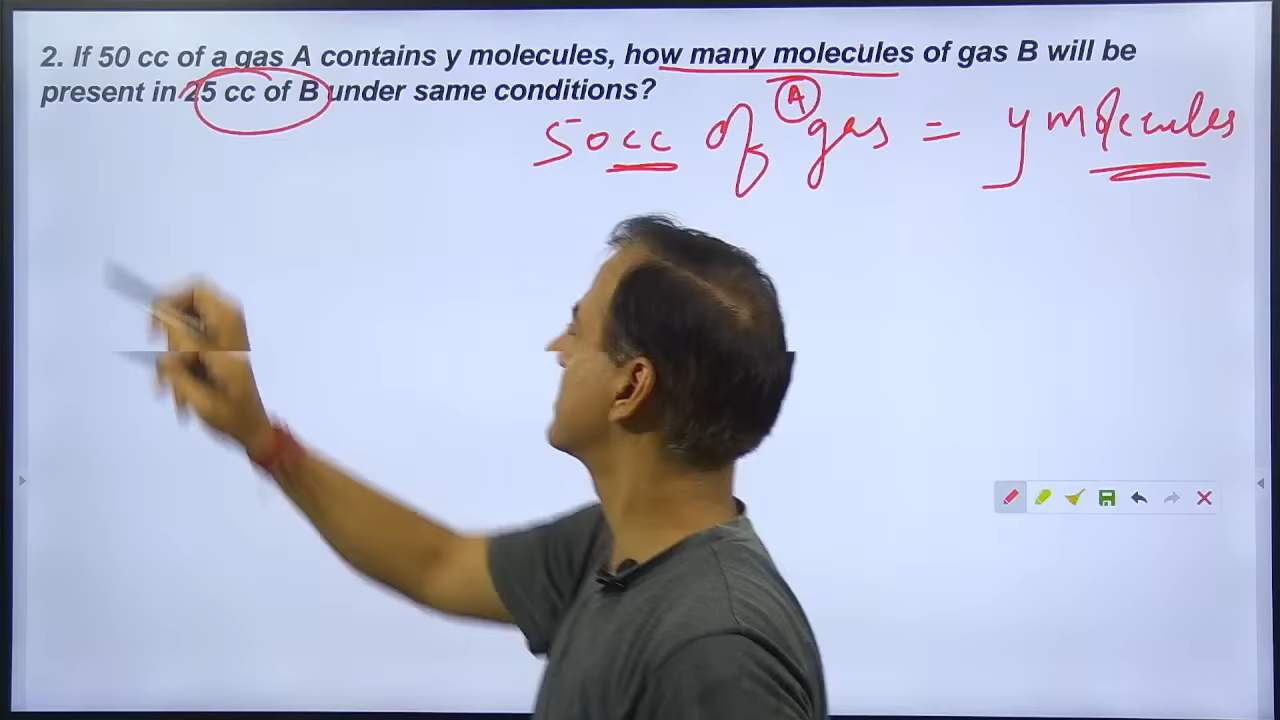 2. If 50 cc of a gas A contains y molecules, how many molecules of gas B will be
present in 25 cc of B under same conditions?
A
50cc of gas = y molecules